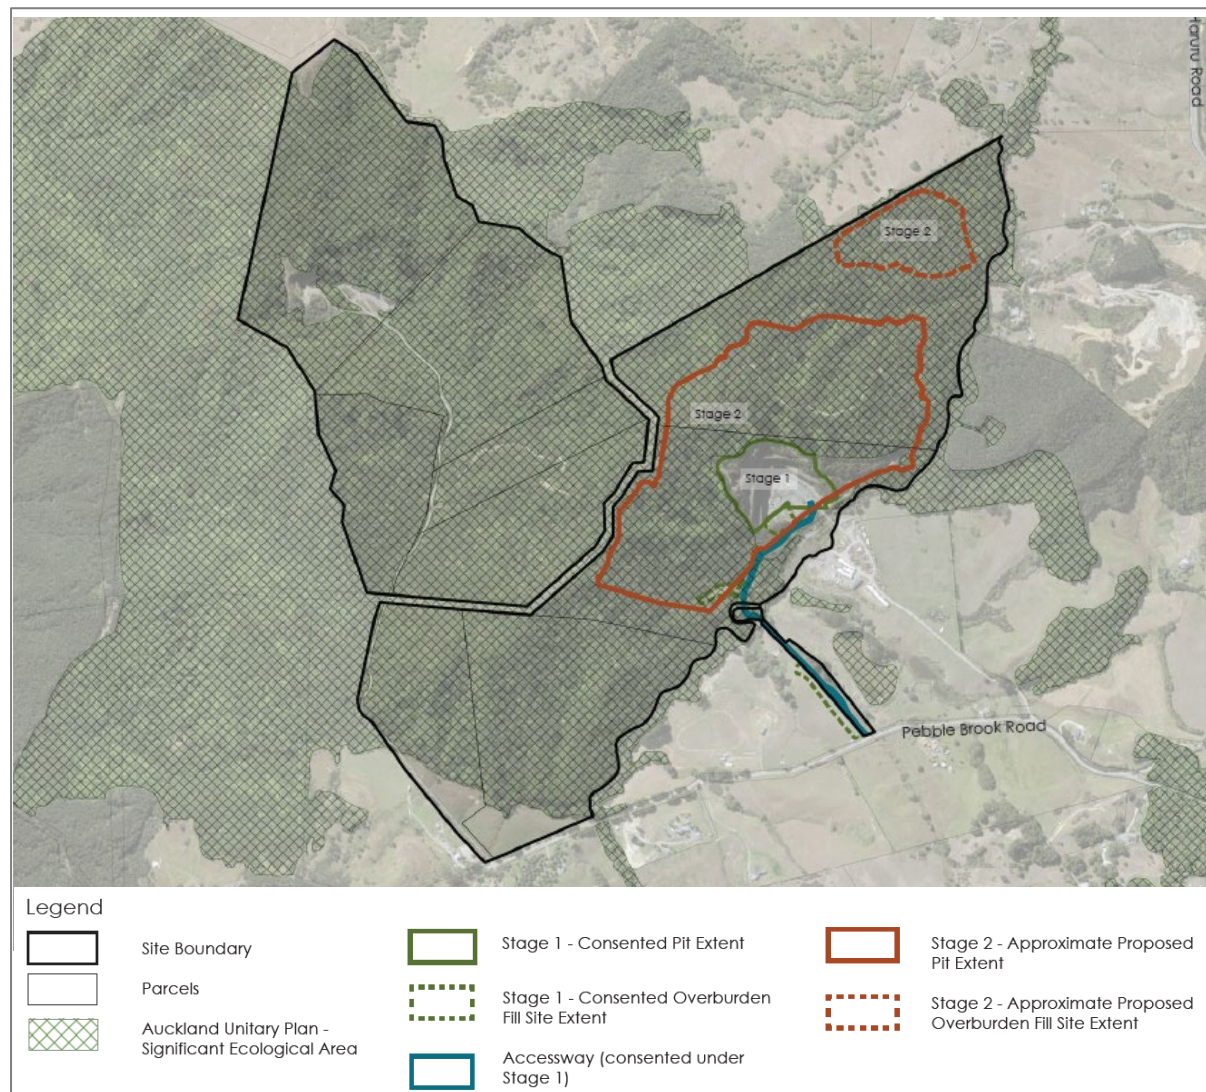 Haruru Road
Stage 2
Stage 2
Stage 1
Pebble Brook Road
Legend
Site Boundary
Parcels
Auckland Unitary Plan -
Significant Ecological Area
Stage 1 - Consented Pit Extent
Stage 1 - Consented Overburden
Fill Site Extent
Accessway (consented under
Stage 1)
Stage 2 - Approximate Proposed
Pit Extent
Stage 2 - Approximate Proposed
Overburden Fill Site Extent